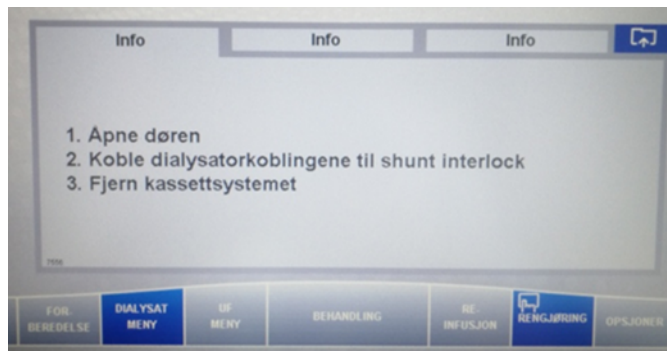 Info
Info
Info
1. Åpne døren
2. Koble dialysatorkoblingene til shunt interlock
3. Fjern kassettsystemet
FOR-
BEREDELSE
DIALYSAT
MENY
UF
MENY
BEHANDLING
RE-
INFUSJON
RENGJØRING
OPSJONER